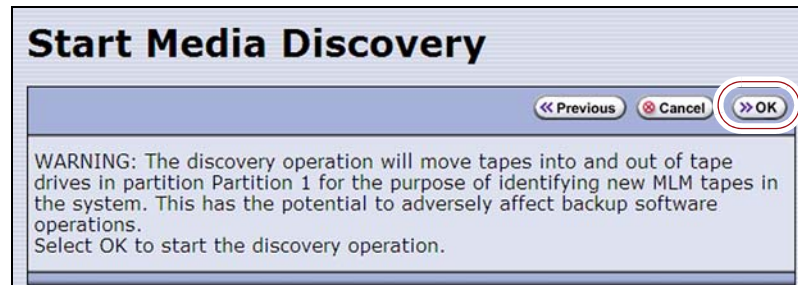 Start Media Discovery
Previous Cancel OK
WARNING: The discovery operation will move tapes into and out of tape
drives in partition Partition 1 for the purpose of identifying new MLM tapes in
the system. This has the potential to adversely affect backup software
operations.
Select OK to start the discovery operation.